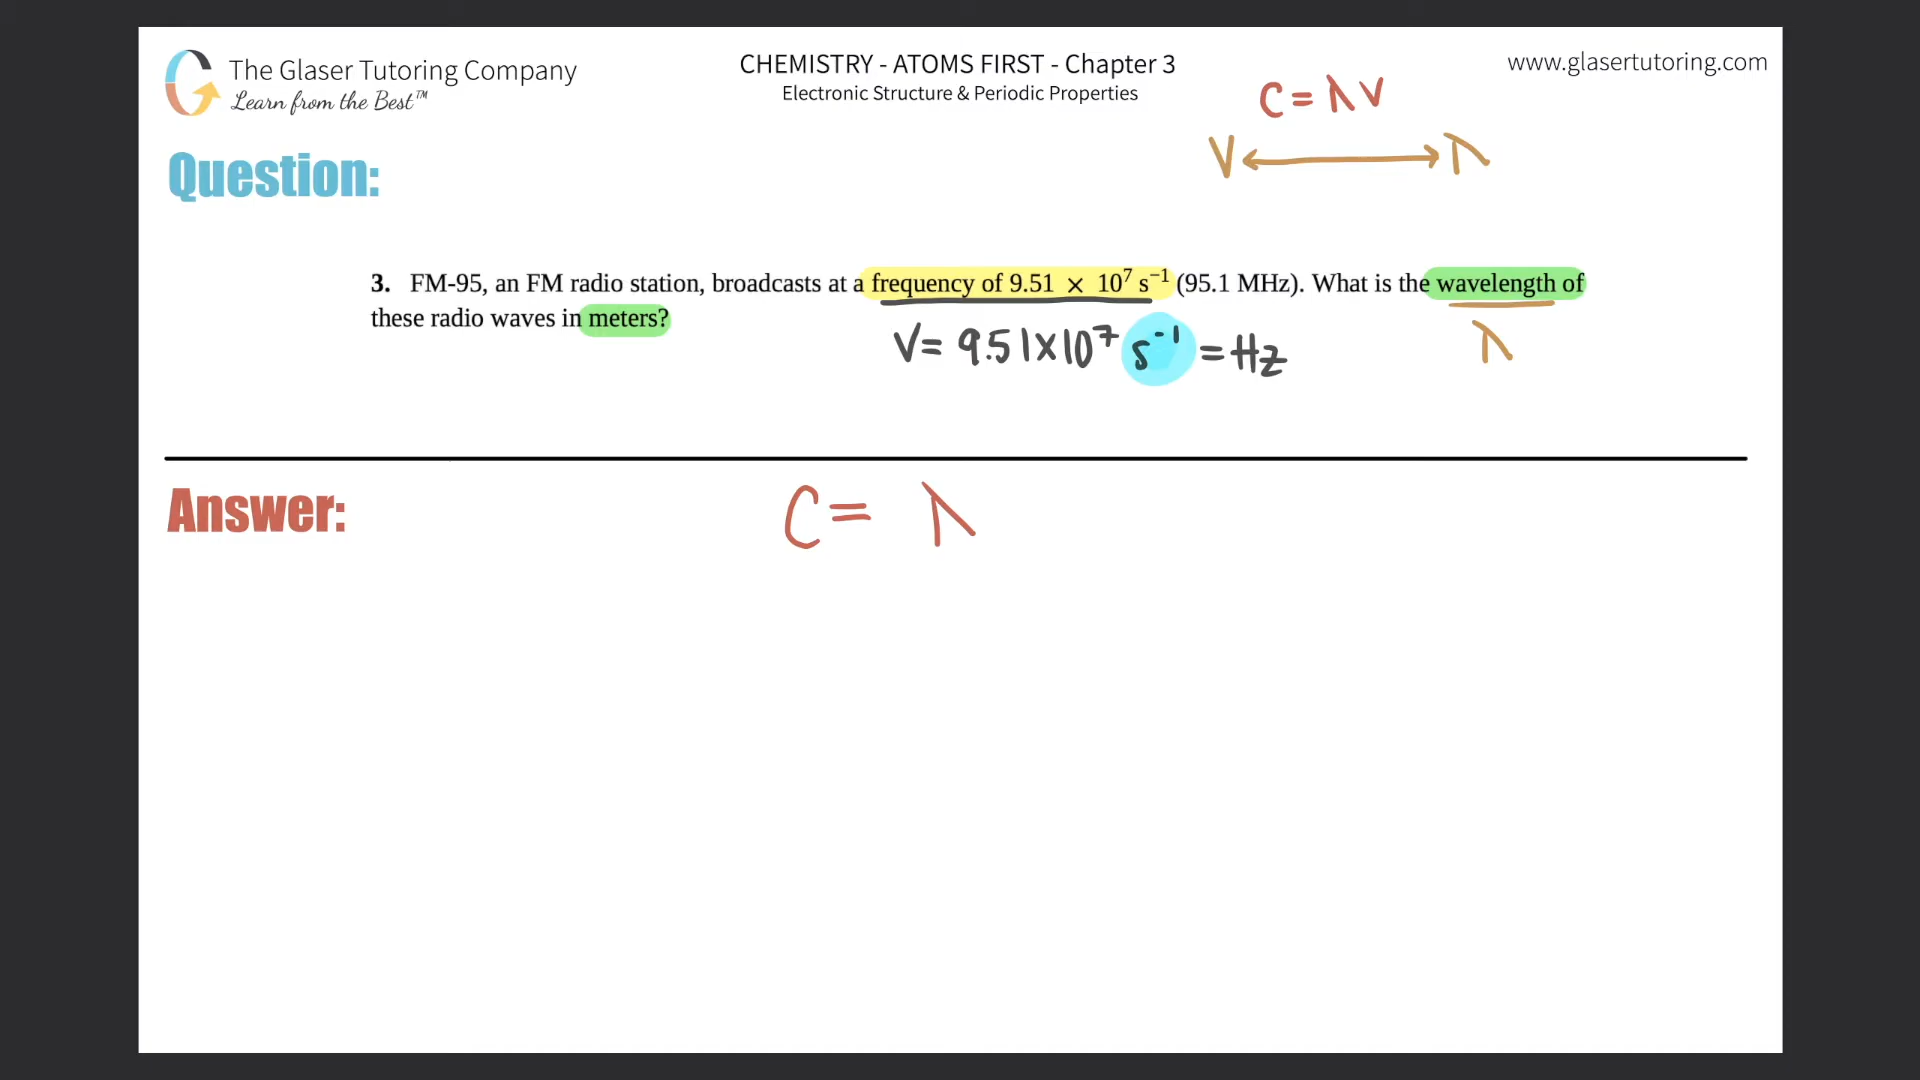 The Glaser Tutoring Company
Learn from the Best™
CHEMISTRY - ATOMS FIRST - Chapter 3
Electronic Structure & Periodic Properties
www.glasertutoring.com
C = λν
ν ⟷ λ
Question:
3. FM-95, an FM radio station, broadcasts at a frequency of 9.51 × 10⁷ s⁻¹ (95.1 MHz). What is the wavelength of
these radio waves in meters?
ν = 9.51×10⁷ s⁻¹ = Hz
λ
Answer:
C = λ